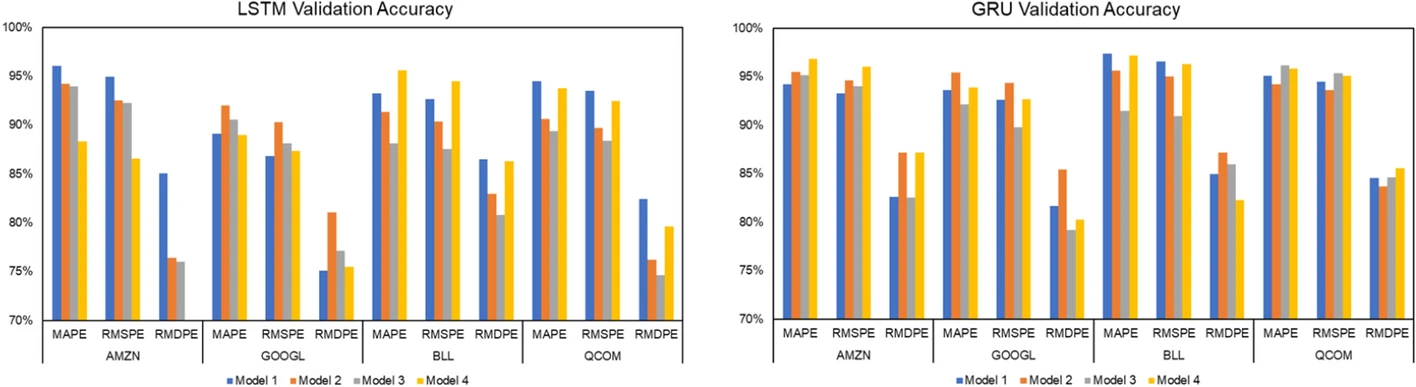 LSTM Validation Accuracy
100%
95%
90%
85%
80%
75%
70%
MAPE RMSPE RMDPE MAPE RMSPE RMDPE MAPE RMSPE RMDPE MAPE RMSPE RMDPE
AMZN GOOGL BLL QCOM
Model 1 Model 2 Model 3 Model 4
GRU Validation Accuracy
100%
95%
90%
85%
80%
75%
70%
MAPE RMSPE RMDPE MAPE RMSPE RMDPE MAPE RMSPE RMDPE MAPE RMSPE RMDPE
AMZN GOOGL BLL QCOM
Model 1 Model 2 Model 3 Model 4